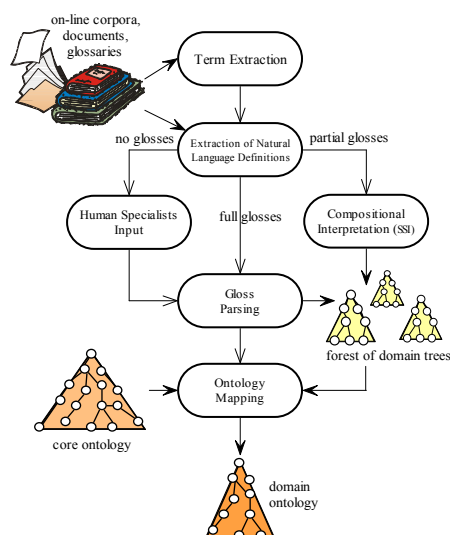 on-line corpora,
documents,
glossaries
Term Extraction
no glosses
Extraction of Natural
Language Definitions
partial glosses
Human Specialists
Input
full glosses
Compositional
Interpretation (SSI)
Gloss
Parsing
forest of domain trees
Ontology
Mapping
core ontology
domain
ontology